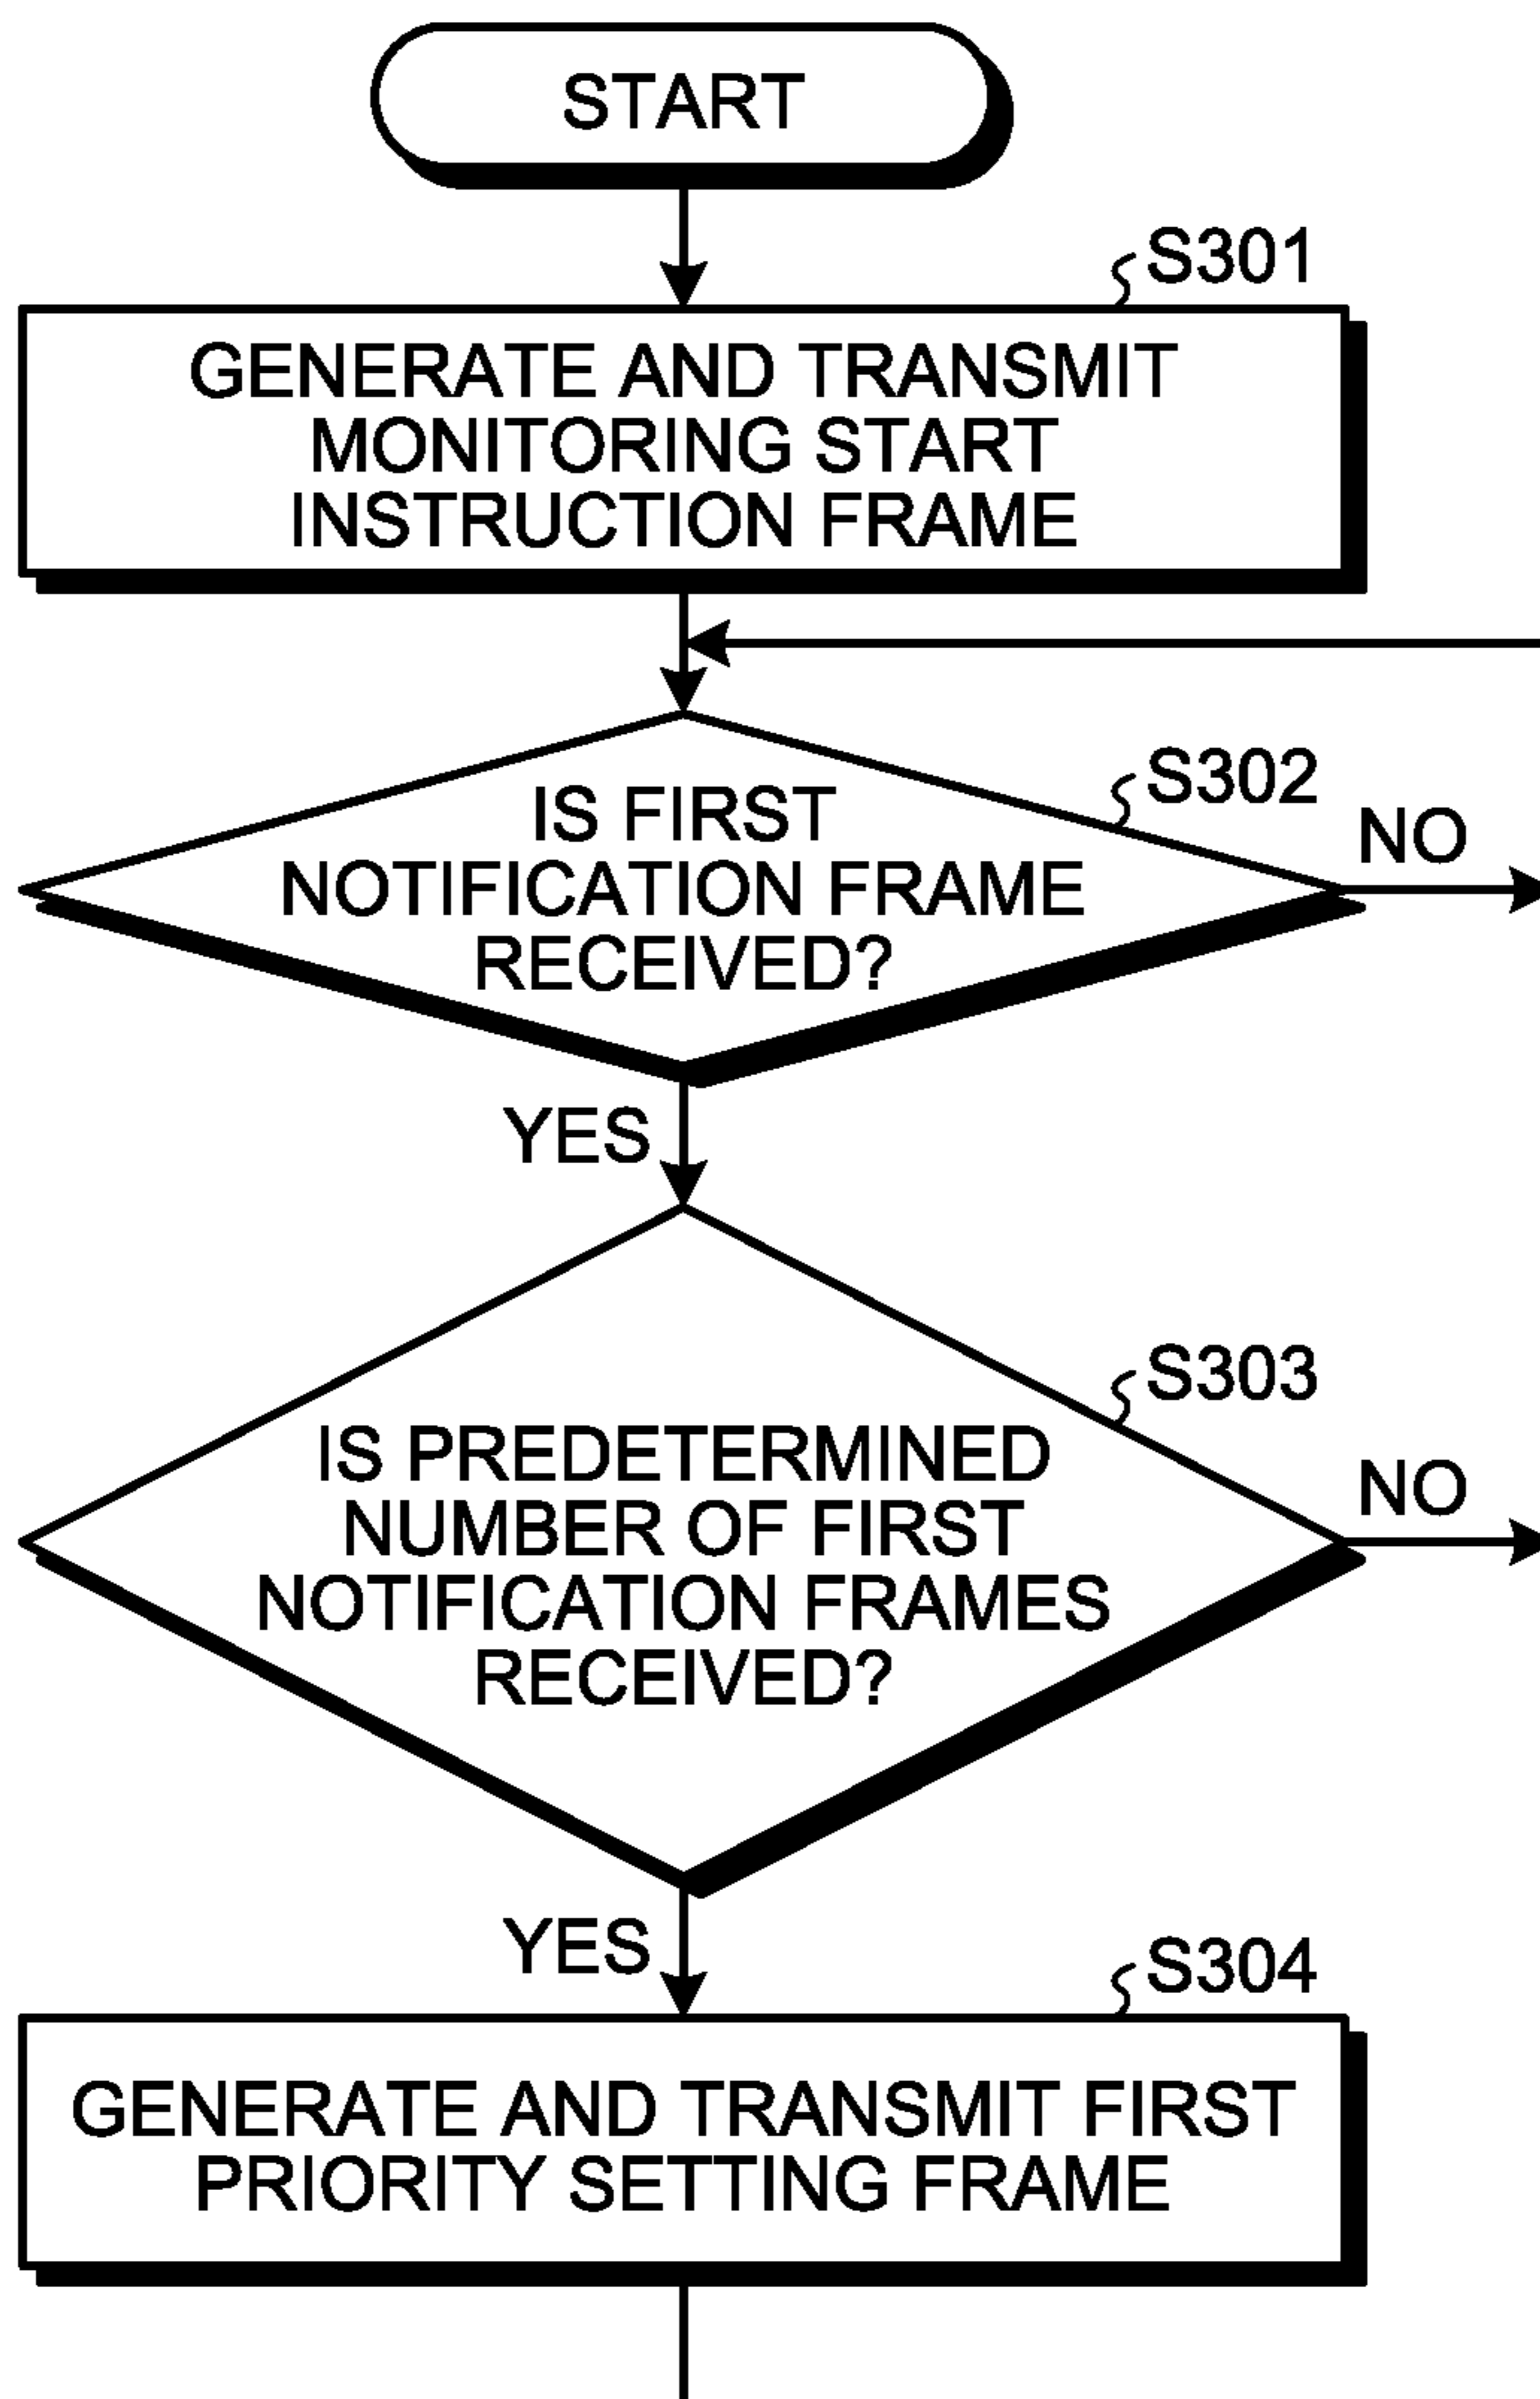 START
S301
GENERATE AND TRANSMIT
MONITORING START
INSTRUCTION FRAME
S302
IS FIRST
NOTIFICATION FRAME
RECEIVED?
NO
YES
S303
IS PREDETERMINED
NUMBER OF FIRST
NOTIFICATION FRAMES
RECEIVED?
NO
YES
S304
GENERATE AND TRANSMIT FIRST
PRIORITY SETTING FRAME